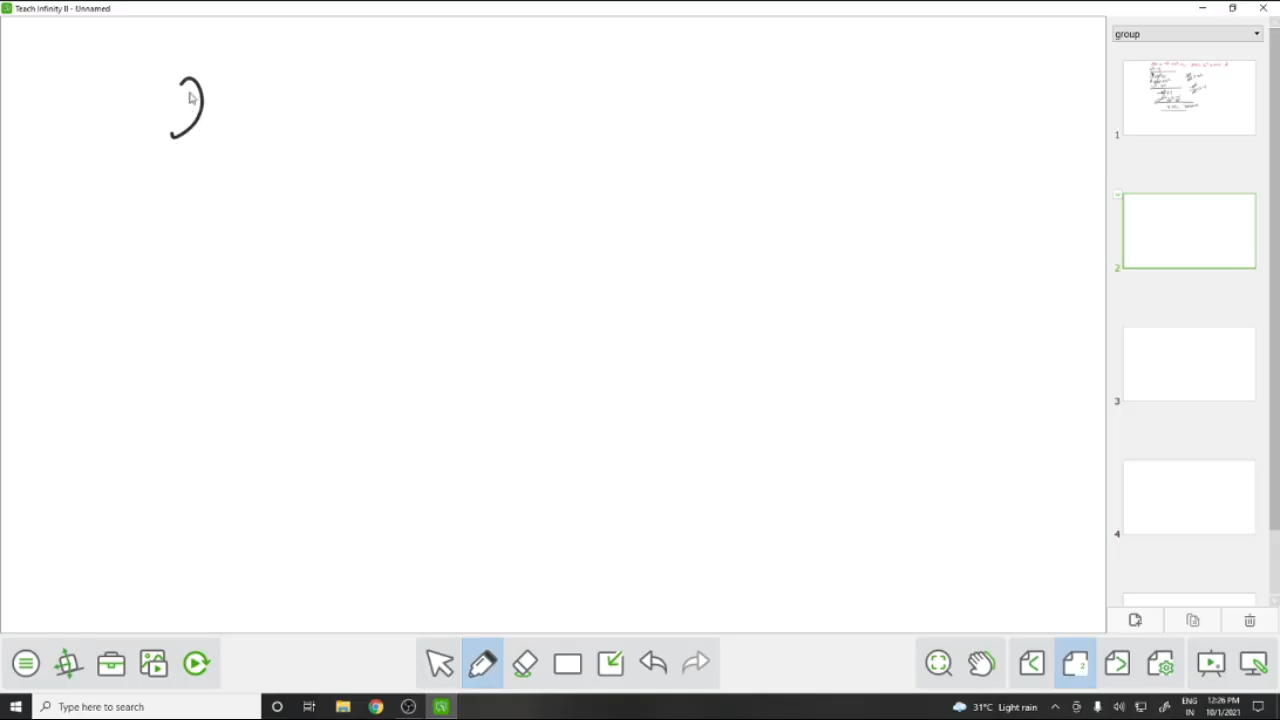 Teach Infinity II - Unnamed
group
1
2
3
4
2
Type here to search
31°C Light rain
ENG
IN
12:26 PM
10/1/2021